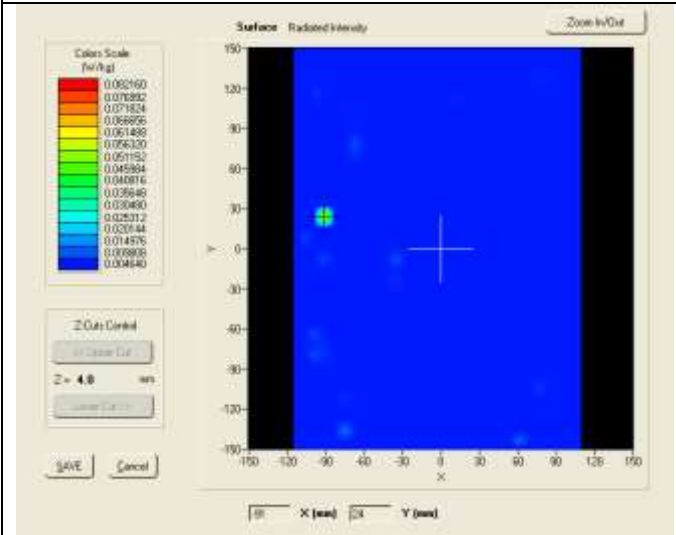 Surface Radiated Intensity
Zoom In/Out
Colors Scale
(W/Kg)
0.082160
0.076992
0.071824
0.066656
0.061488
0.056320
0.051152
0.045984
0.040816
0.035648
0.030480
0.025312
0.020144
0.014976
0.009808
0.004640
150
120
90
60
30
0
-30
-60
-90
-120
-150
Y
-150 -120 -90 -60 -30 0 30 60 90 120 150
X
Z Cuts Control
Z = 4.0 mm
SAVE Cancel
X (mm) 24 Y (mm)